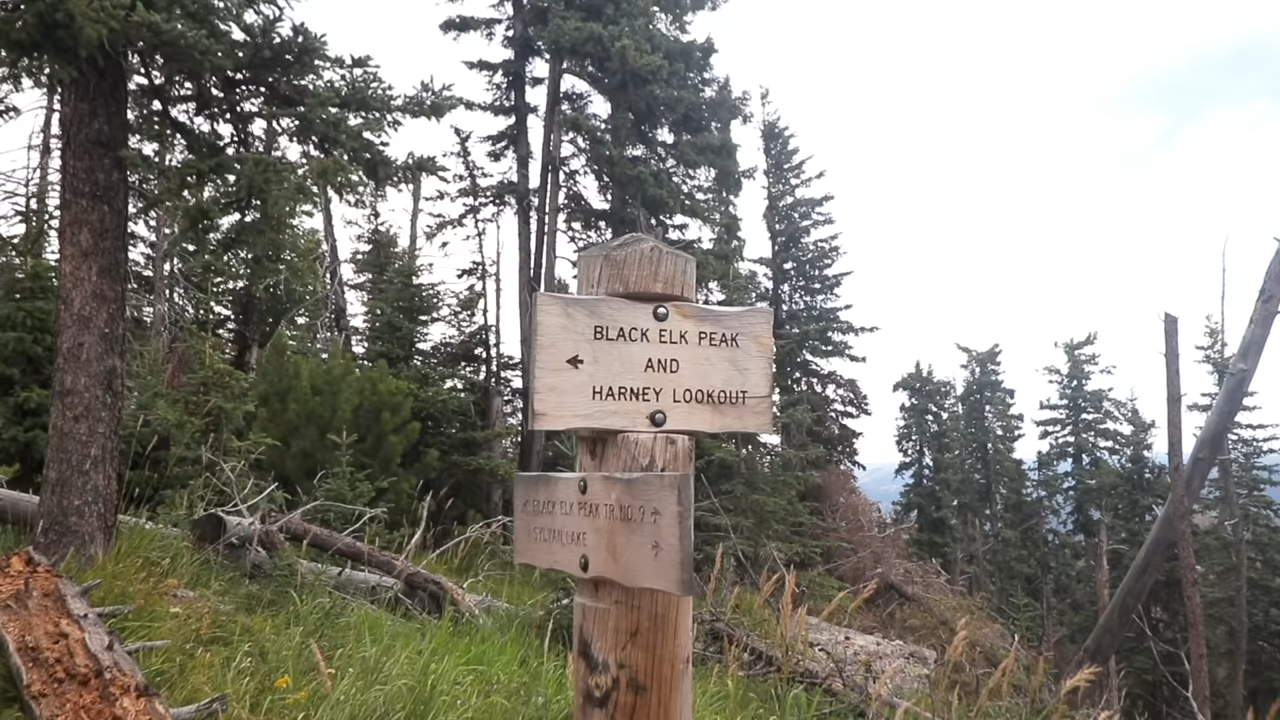 BLACK ELK PEAK
AND
HARNEY LOOKOUT
BLACK ELK PEAK TR. NO. 9
SYLVAN LAKE